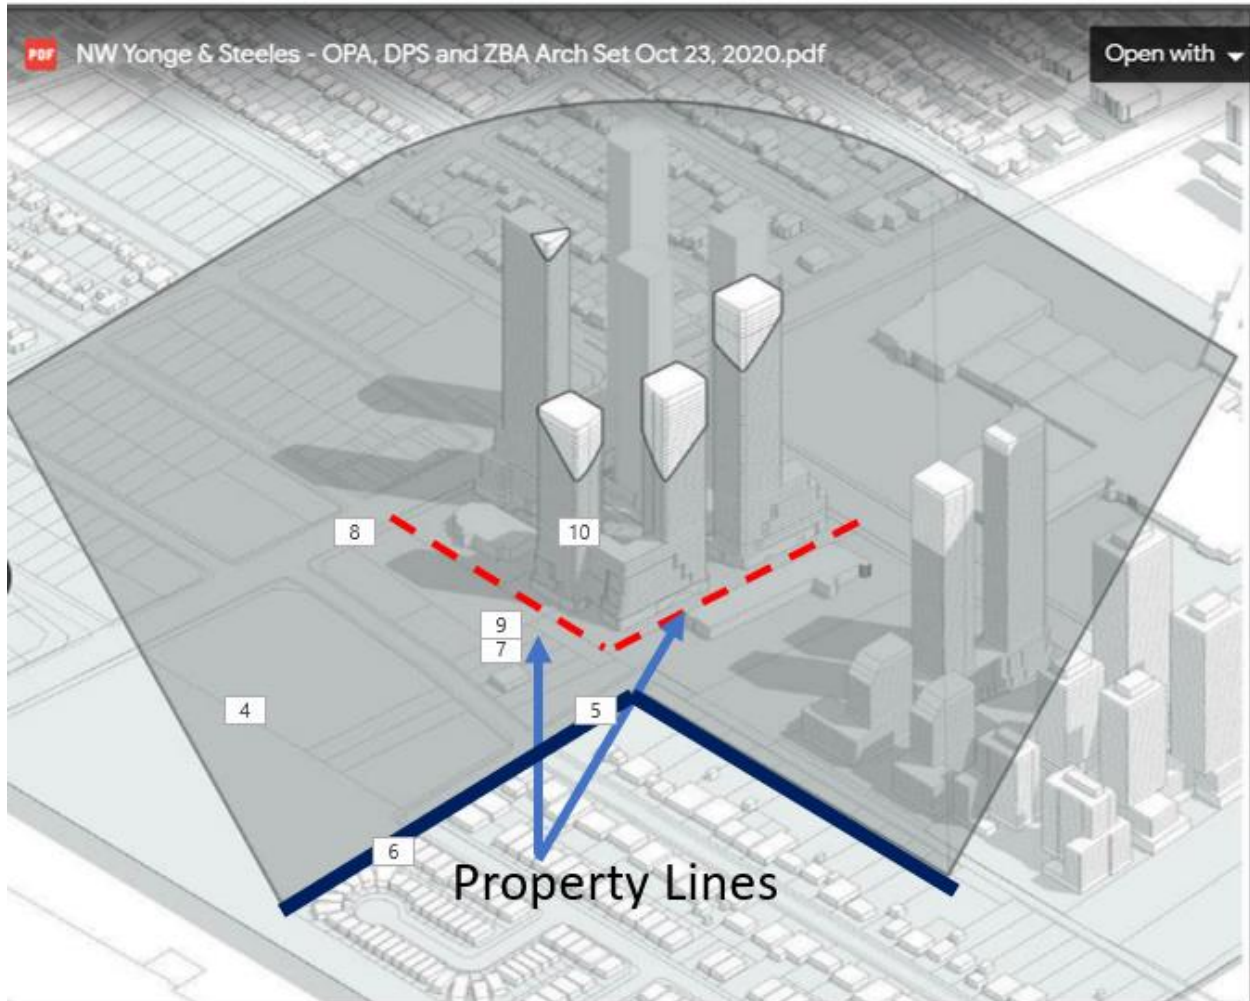 PDF NW Yonge & Steeles - OPA, DPS and ZBA Arch Set Oct 23, 2020.pdf
Open with
8
10
9
7
4
5
6
Property Lines